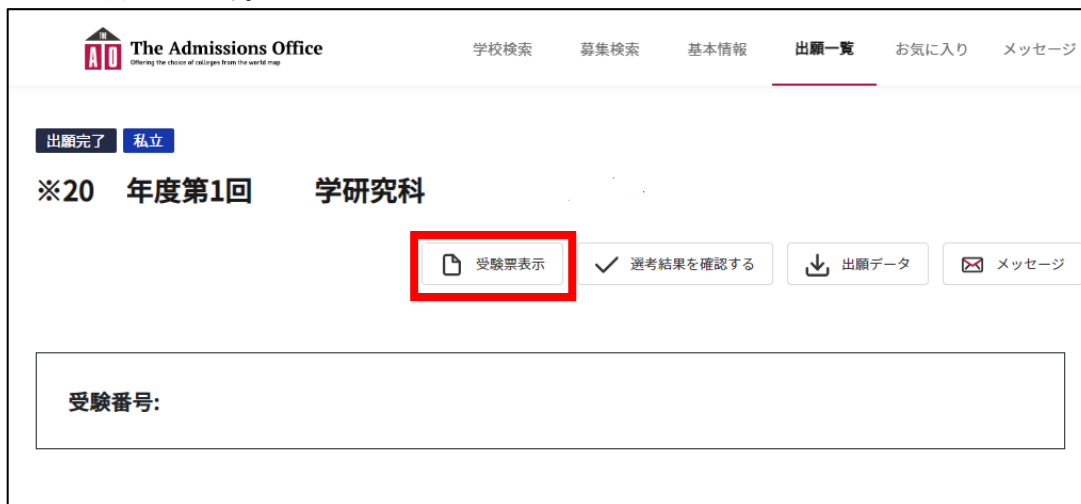 The Admissions Office
Offering the choice of colleges from the world map
学校検索 募集検索 基本情報 出願一覧 お気に入り メッセージ
出願完了 私立
※20 年度第1回 学研究科
受験票表示 選考結果を確認する 出願データ メッセージ
受験番号: